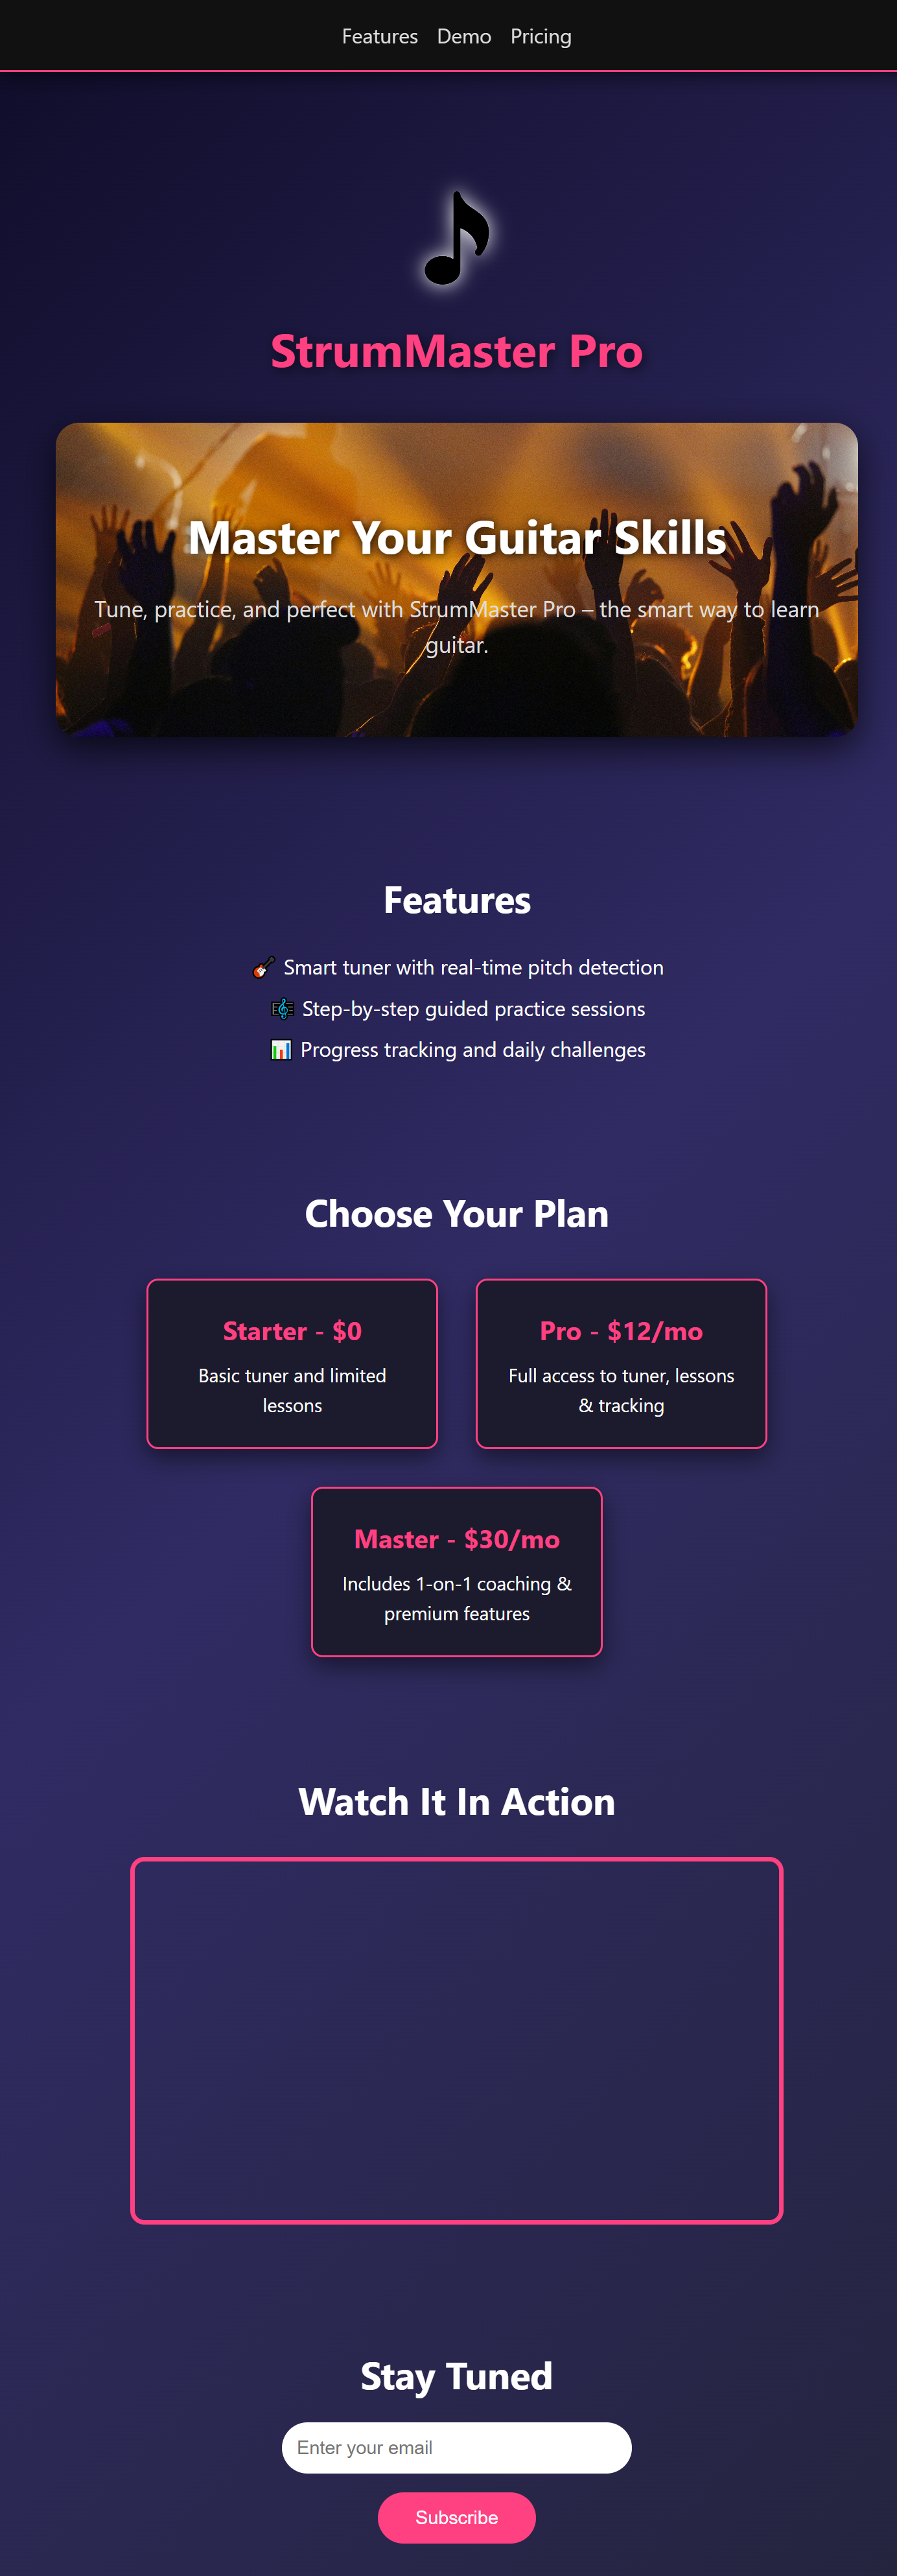 Features Demo Pricing
StrumMaster Pro
Master Your Guitar Skills
Tune, practice, and perfect with StrumMaster Pro – the smart way to learn
guitar.
Features
🎸 Smart tuner with real-time pitch detection
🎼 Step-by-step guided practice sessions
📊 Progress tracking and daily challenges
Choose Your Plan
Starter - $0
Basic tuner and limited
lessons
Pro - $12/mo
Full access to tuner, lessons
& tracking
Master - $30/mo
Includes 1-on-1 coaching &
premium features
Watch It In Action
Stay Tuned
Enter your email
Subscribe